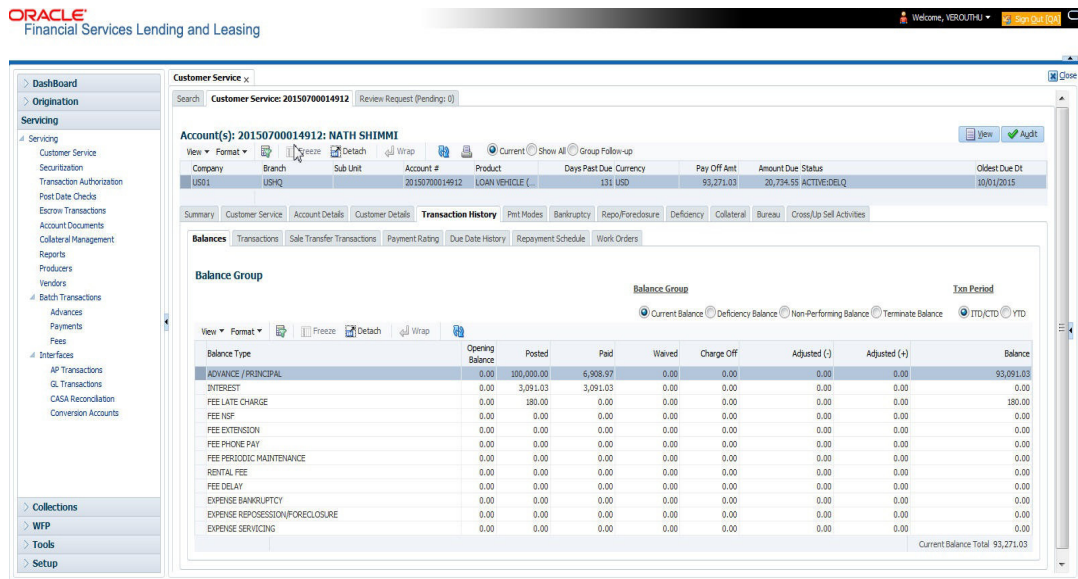 ORACLE
Financial Services Lending and Leasing
Welcome, VEROUTHU
Sign Out [QA]
Close
DashBoard
Origination
Servicing
Servicing
Customer Service
Securitization
Transaction Authorization
Post Date Checks
Escrow Transactions
Account Documents
Collateral Management
Reports
Producers
Vendors
Batch Transactions
Advances
Payments
Fees
Interfaces
AP Transactions
GL Transactions
CASA Reconciliation
Conversion Accounts
Collections
WFP
Tools
Setup
Customer Service x
Search Customer Service: 20150700014912 Review Request (Pending: 0)
Account(s): 20150700014912: NATH SHIMMI
View Audit
View Format Freeze Detach Wrap Current Show All Group Follow-up
Company Branch Sub Unit Account # Product Days Past Due Currency Pay Off Amt Amount Due Status Oldest Due Dt
US01 USHQ 20150700014912 LOAN VEHICLE (... 131 USD 93,271.03 20,734.55 ACTIVE:DELQ 10/01/2015
Summary Customer Service Account Details Customer Details Transaction History Pmt Modes Bankruptcy Repo/Foreclosure Deficiency Collateral Bureau Cross/Up Sell Activities
Balances Transactions Sale Transfer Transactions Payment Rating Due Date History Repayment Schedule Work Orders
Balance Group
Balance Group Txn Period
Current Balance Deficiency Balance Non-Performing Balance Terminate Balance ITD/CTD YTD
View Format Freeze Detach Wrap
Balance Type Opening Balance Posted Paid Waived Charge Off Adjusted (-) Adjusted (+) Balance
ADVANCE / PRINCIPAL 0.00 100,000.00 6,908.97 0.00 0.00 0.00 0.00 93,091.03
INTEREST 0.00 3,091.03 3,091.03 0.00 0.00 0.00 0.00 0.00
FEE LATE CHARGE 0.00 180.00 0.00 0.00 0.00 0.00 0.00 180.00
FEE NSF 0.00 0.00 0.00 0.00 0.00 0.00 0.00 0.00
FEE EXTENSION 0.00 0.00 0.00 0.00 0.00 0.00 0.00 0.00
FEE PHONE PAY 0.00 0.00 0.00 0.00 0.00 0.00 0.00 0.00
FEE PERIODIC MAINTENANCE 0.00 0.00 0.00 0.00 0.00 0.00 0.00 0.00
RENTAL FEE 0.00 0.00 0.00 0.00 0.00 0.00 0.00 0.00
FEE DELAY 0.00 0.00 0.00 0.00 0.00 0.00 0.00 0.00
EXPENSE BANKRUPTCY 0.00 0.00 0.00 0.00 0.00 0.00 0.00 0.00
EXPENSE REPOSESSION/FORECLOSURE 0.00 0.00 0.00 0.00 0.00 0.00 0.00 0.00
EXPENSE SERVICING 0.00 0.00 0.00 0.00 0.00 0.00 0.00 0.00
Current Balance Total 93,271.03